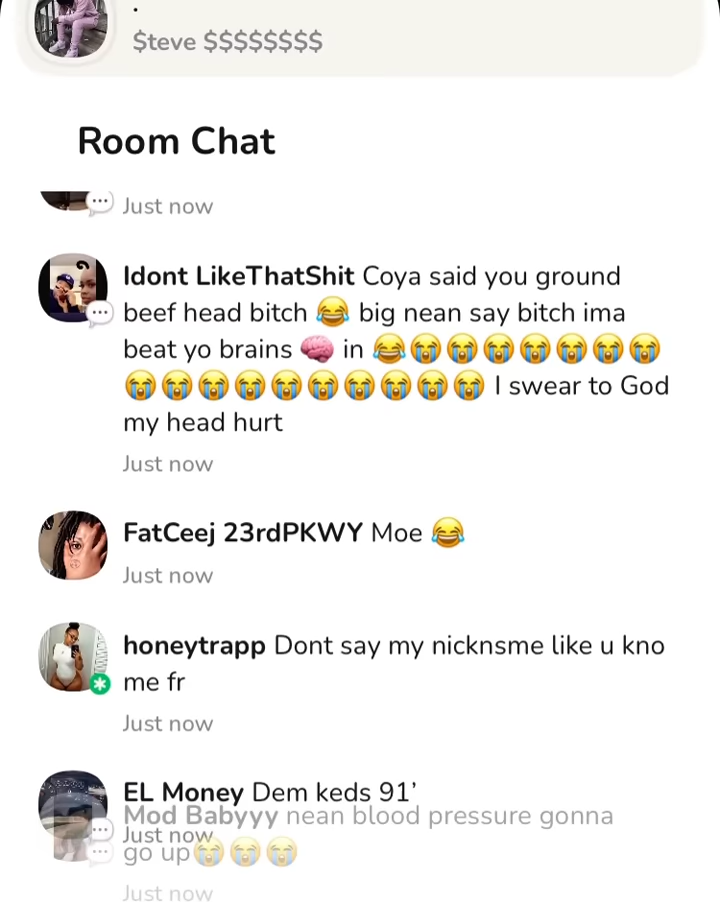 .
$teve $$$$$$$$
Room Chat
Just now
Idont LikeThatShit Coya said you ground
beef head bitch 😂 big nean say bitch ima
beat yo brains 🧠 in 😂😭😭😭😭😭😭😭
😭😭😭😭😭😭😭😭😭😭 I swear to God
my head hurt
Just now
FatCeej 23rdPKWY Moe 😂
Just now
honeytrapp Dont say my nicknsme like u kno
me fr
Just now
EL Money Dem keds 91’
Mod Babyyy nean blood pressure gonna
Just now
go up😭😭😭
Just now